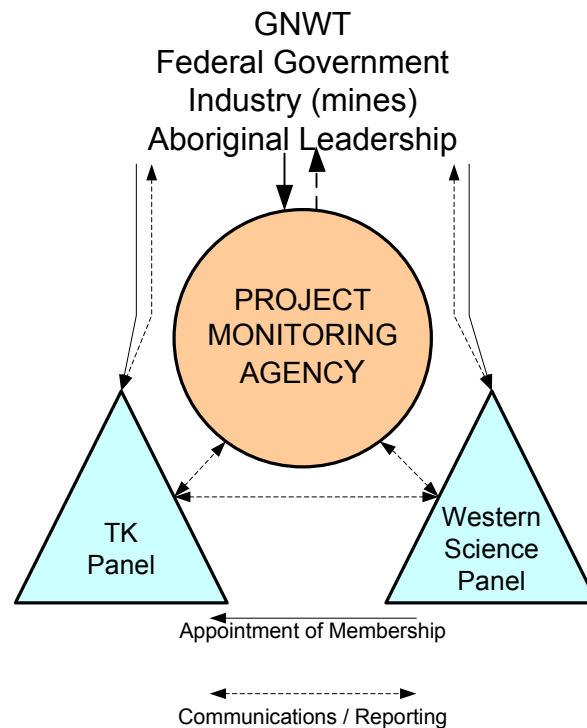 GNWT
Federal Government
Industry (mines)
Aboriginal Leadership
PROJECT
MONITORING
AGENCY
TK
Panel
Western
Science
Panel
Appointment of Membership
Communications / Reporting